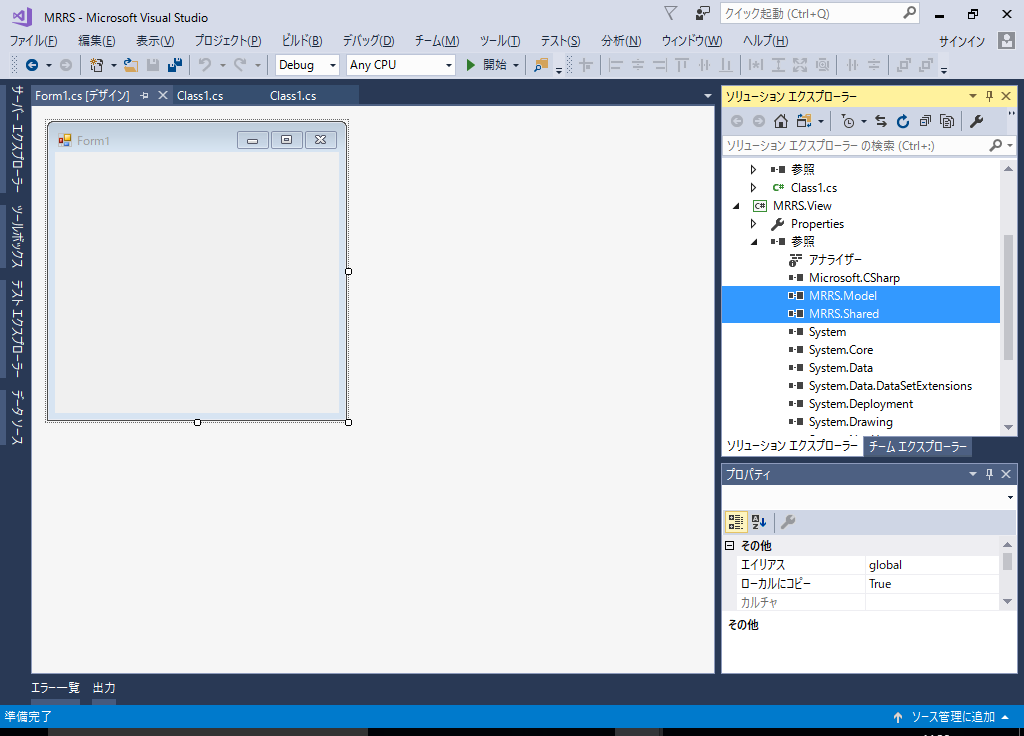 MRRS - Microsoft Visual Studio
クイック起動 (Ctrl+Q)
ファイル(F)
編集(E)
表示(V)
プロジェクト(P)
ビルド(B)
デバッグ(D)
チーム(M)
ツール(T)
テスト(S)
分析(N)
ウィンドウ(W)
ヘルプ(H)
サインイン
Debug
Any CPU
開始
サーバー エクスプローラー
ツールボックス
テスト エクスプローラー
データ ソース
Form1.cs [デザイン]
Class1.cs
Class1.cs
Form1
ソリューション エクスプローラー
ソリューション エクスプローラー の検索 (Ctrl+:)
参照
C# Class1.cs
C# MRRS.View
Properties
参照
アナライザー
Microsoft.CSharp
MRRS.Model
MRRS.Shared
System
System.Core
System.Data
System.Data.DataSetExtensions
System.Deployment
System.Drawing
ソリューション エクスプローラー
チーム エクスプローラー
プロパティ
その他
エイリアス global
ローカルにコピー True
カルチャ
その他
エラー一覧
出力
準備完了
ソース管理に追加